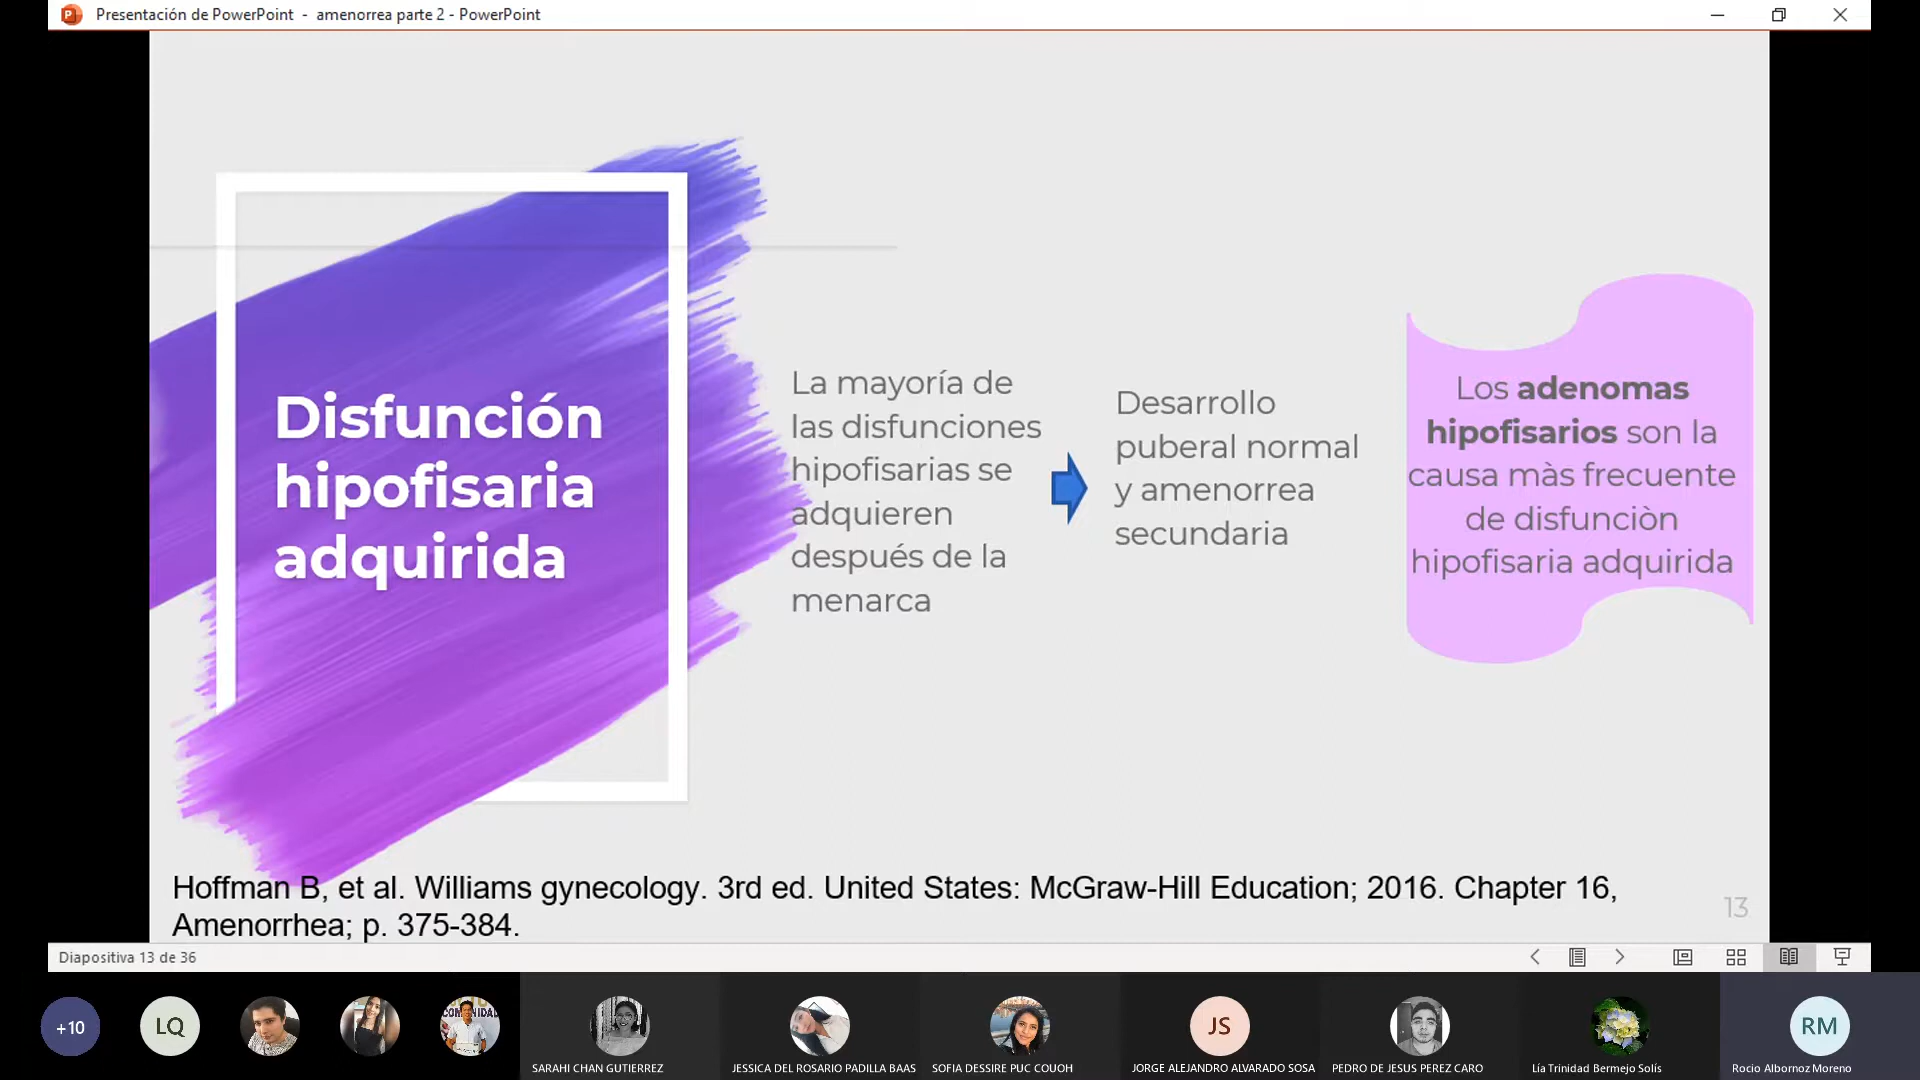 Presentación de PowerPoint - amenorrea parte 2 - PowerPoint
Disfunción
hipofisaria
adquirida
La mayoría de
las disfunciones
hipofisarias se
adquieren
después de la
menarca
Desarrollo
puberal normal
y amenorrea
secundaria
Los adenomas
hipofisarios son la
causa màs frecuente
de disfunciòn
hipofisaria adquirida
Hoffman B, et al. Williams gynecology. 3rd ed. United States: McGraw-Hill Education; 2016. Chapter 16,
Amenorrhea; p. 375-384.
13
Diapositiva 13 de 36
+10
LQ
COMUNIDAD
JS
RM
SARAHI CHAN GUTIERREZ
JESSICA DEL ROSARIO PADILLA BAAS
SOFIA DESSIRE PUC COUOH
JORGE ALEJANDRO ALVARADO SOSA
PEDRO DE JESUS PEREZ CARO
Lía Trinidad Bermejo Solís
Rocio Albornoz Moreno